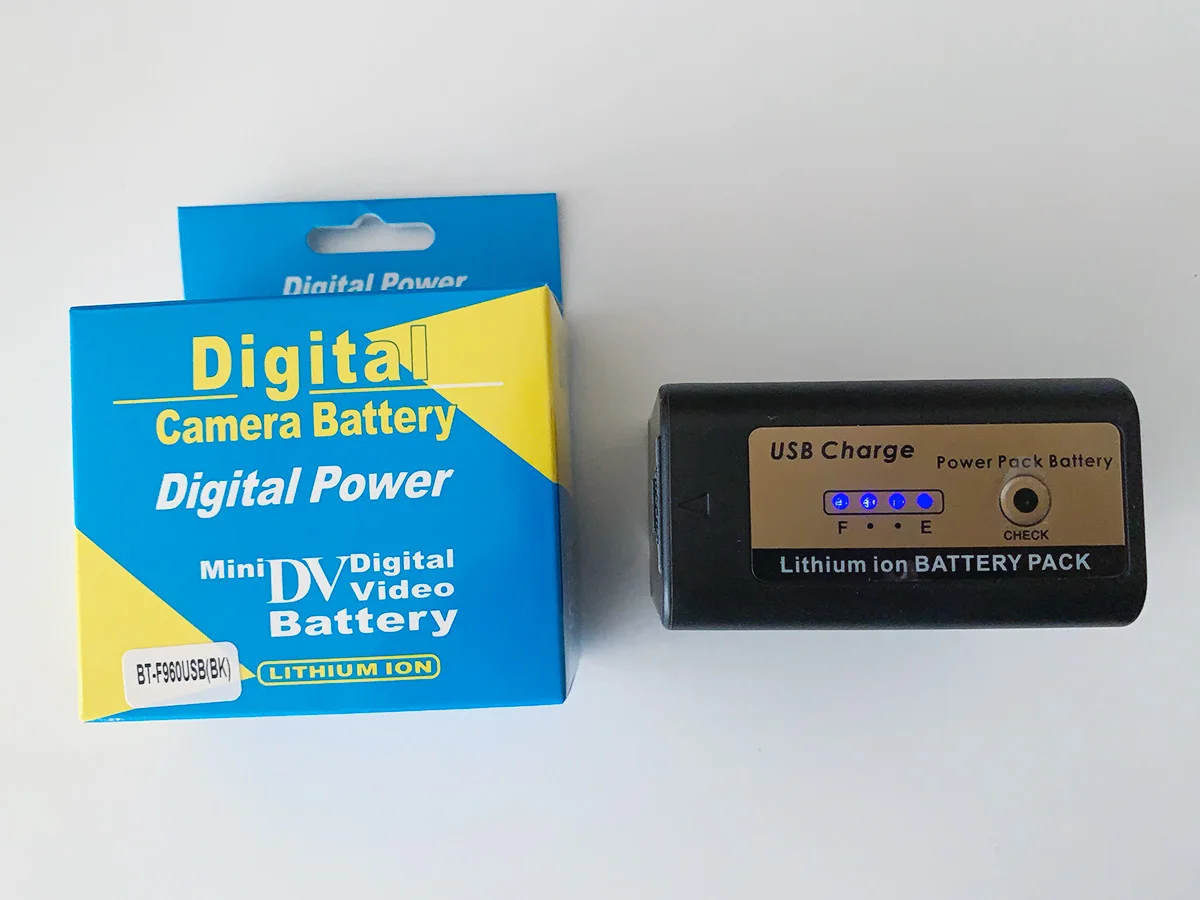 Digital Power
Digital
Camera Battery
Digital Power
Mini DV Digital
Video
Battery
BT-F960USB(BK)
LITHIUM ION
USB Charge
Power Pack Battery
F • • E
CHECK
Lithium ion BATTERY PACK